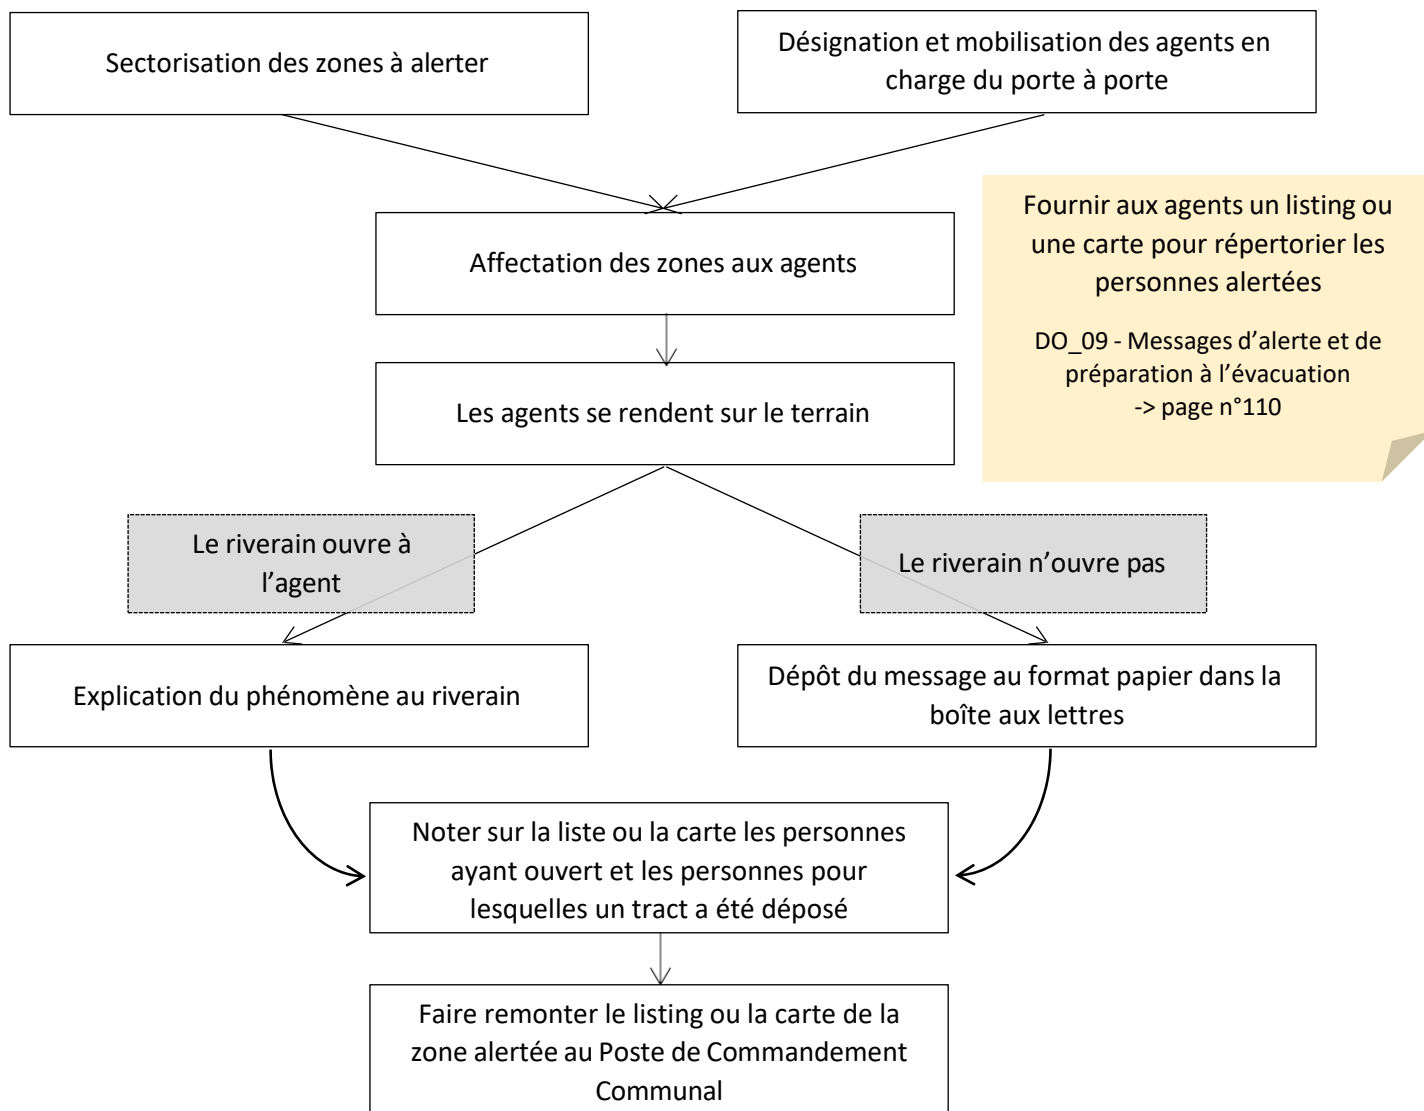 Sectorisation des zones à alerter
Désignation et mobilisation des agents en
charge du porte à porte
Affectation des zones aux agents
Fournir aux agents un listing ou
une carte pour répertorier les
personnes alertées
DO_09 - Messages d’alerte et de
préparation à l’évacuation
-> page n°110
Les agents se rendent sur le terrain
Le riverain ouvre à
l’agent
Le riverain n’ouvre pas
Explication du phénomène au riverain
Dépôt du message au format papier dans la
boîte aux lettres
Noter sur la liste ou la carte les personnes
ayant ouvert et les personnes pour
lesquelles un tract a été déposé
Faire remonter le listing ou la carte de la
zone alertée au Poste de Commandement
Communal